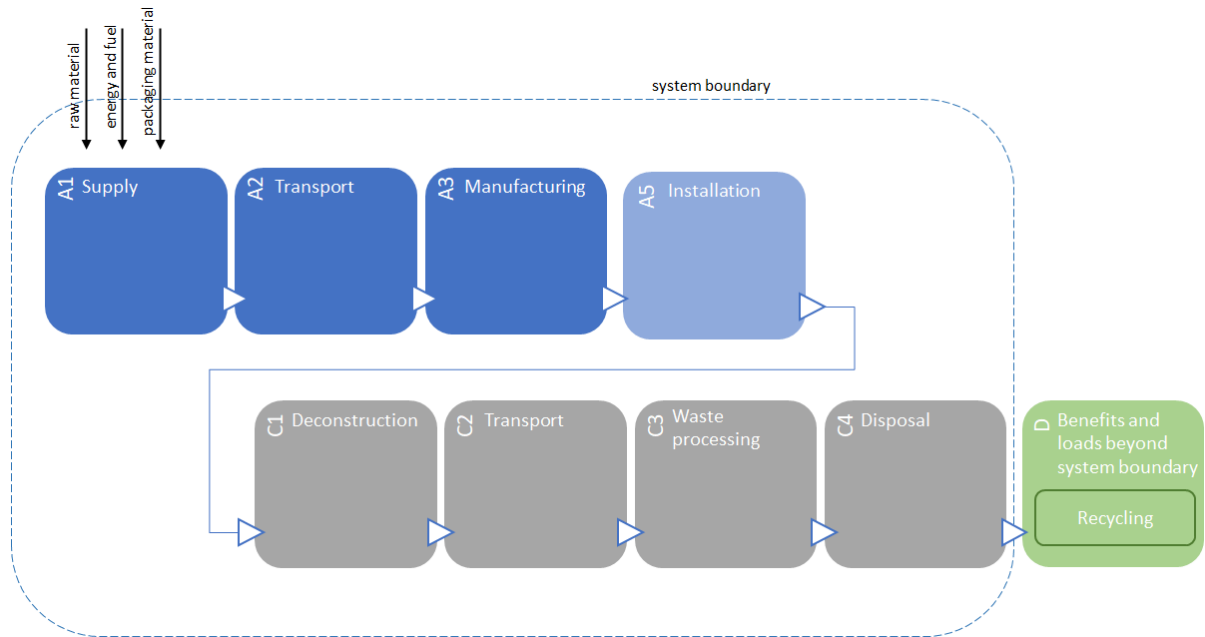 raw material
energy and fuel
packaging material
system boundary
A1 Supply
A2 Transport
A3 Manufacturing
A5 Installation
C1 Deconstruction
C2 Transport
C3 Waste
processing
C4 Disposal
D Benefits and
loads beyond
system boundary
Recycling